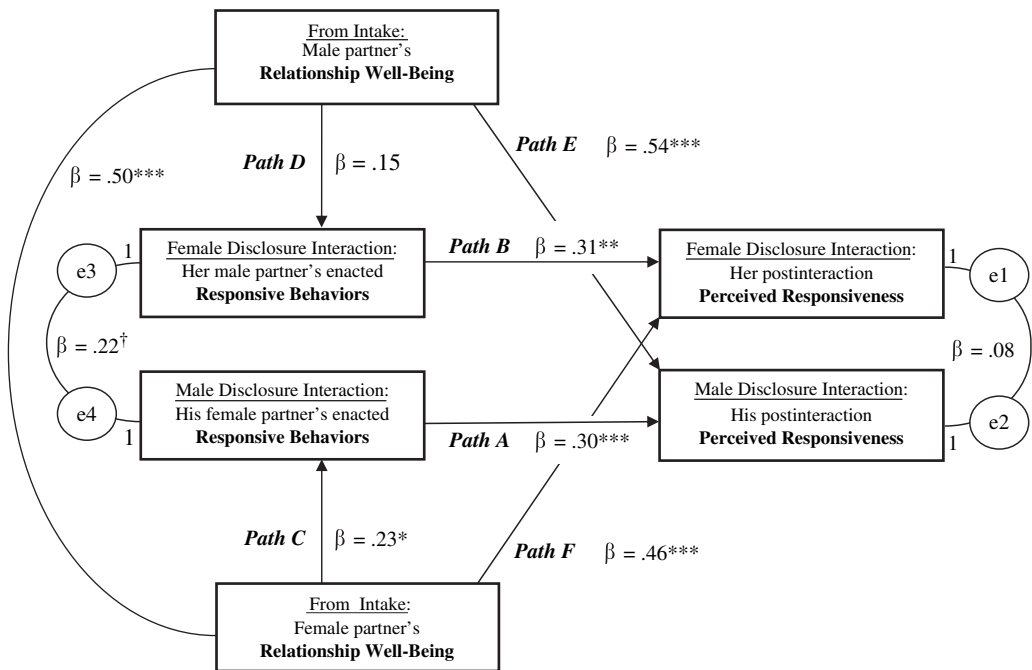 From Intake:
Male partner's
Relationship Well-Being
Path D
β = .15
Path E β = .54***
β = .50***
Female Disclosure Interaction:
Her male partner's enacted
Responsive Behaviors
Path B β = .31**
Female Disclosure Interaction:
Her postinteraction
Perceived Responsiveness
1
e3
1
e1
β = .22†
β = .08
Male Disclosure Interaction:
His female partner's enacted
Responsive Behaviors
Path A β = .30***
Male Disclosure Interaction:
His postinteraction
Perceived Responsiveness
e4
1
e2
1
Path C β = .23*
Path F β = .46***
From Intake:
Female partner's
Relationship Well-Being